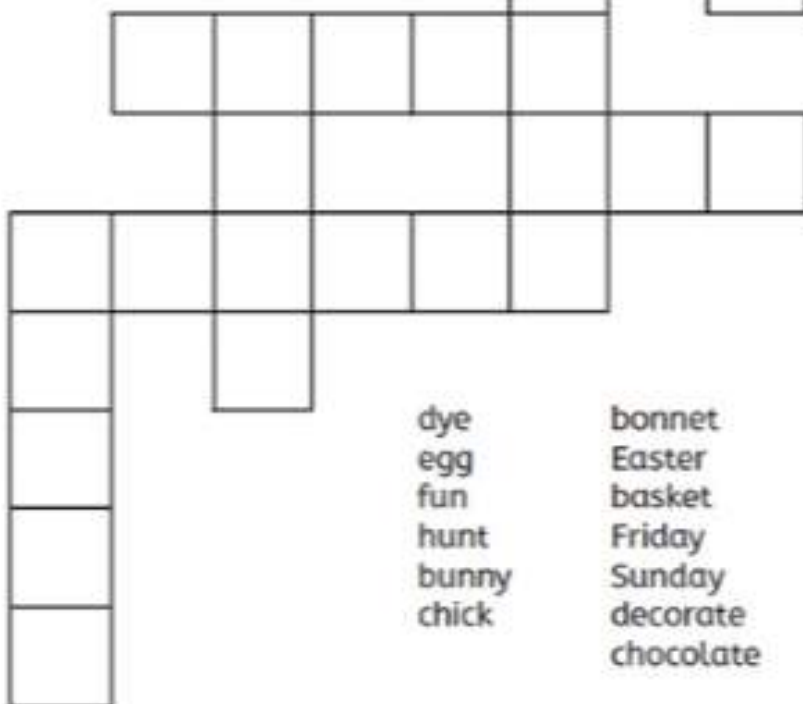 dye
egg
fun
hunt
bunny
chick
bonnet
Easter
basket
Friday
Sunday
decorate
chocolate